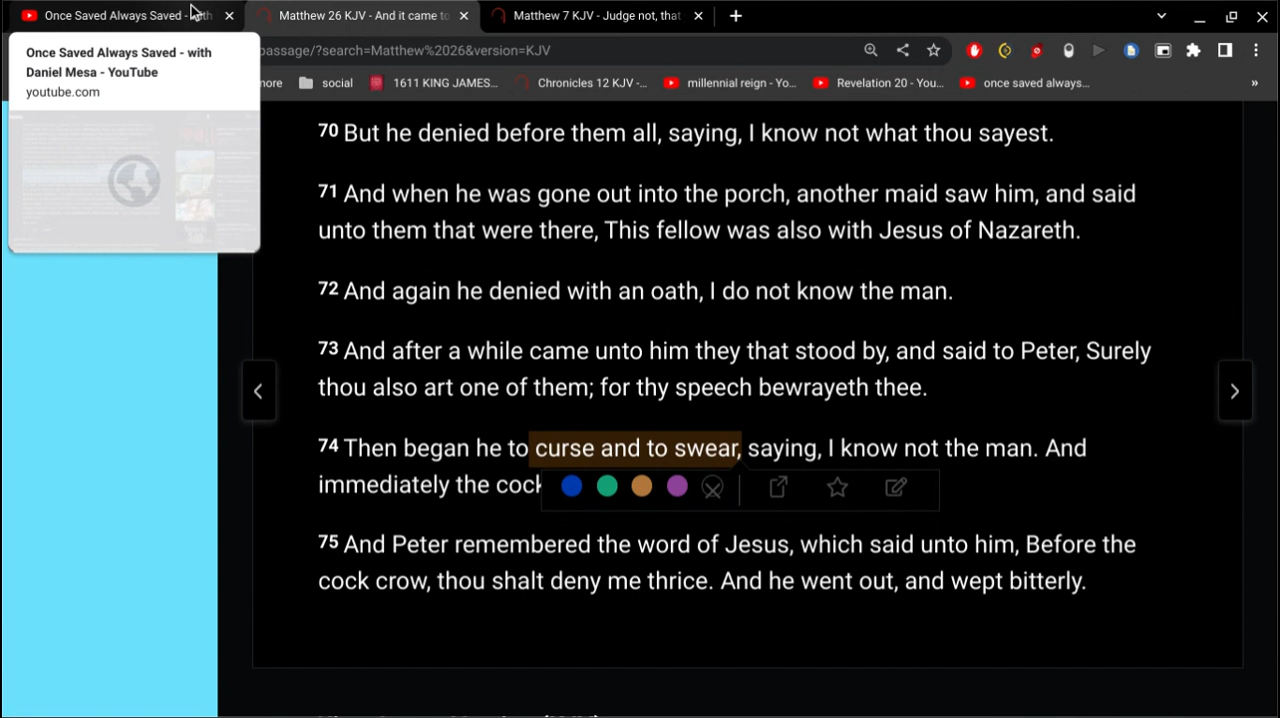 Once Saved Always Saved - with
Matthew 26 KJV - And it came to
Matthew 7 KJV - Judge not, that
Once Saved Always Saved - with
Daniel Mesa - YouTube
youtube.com
passage/?search=Matthew%2026&version=KJV
more
social
1611 KING JAMES...
Chronicles 12 KJV -...
millennial reign - Yo...
Revelation 20 - You...
once saved always...
»
70 But he denied before them all, saying, I know not what thou sayest.
71 And when he was gone out into the porch, another maid saw him, and said
unto them that were there, This fellow was also with Jesus of Nazareth.
72 And again he denied with an oath, I do not know the man.
73 And after a while came unto him they that stood by, and said to Peter, Surely
thou also art one of them; for thy speech bewrayeth thee.
74 Then began he to curse and to swear, saying, I know not the man. And
immediately the cock
75 And Peter remembered the word of Jesus, which said unto him, Before the
cock crow, thou shalt deny me thrice. And he went out, and wept bitterly.